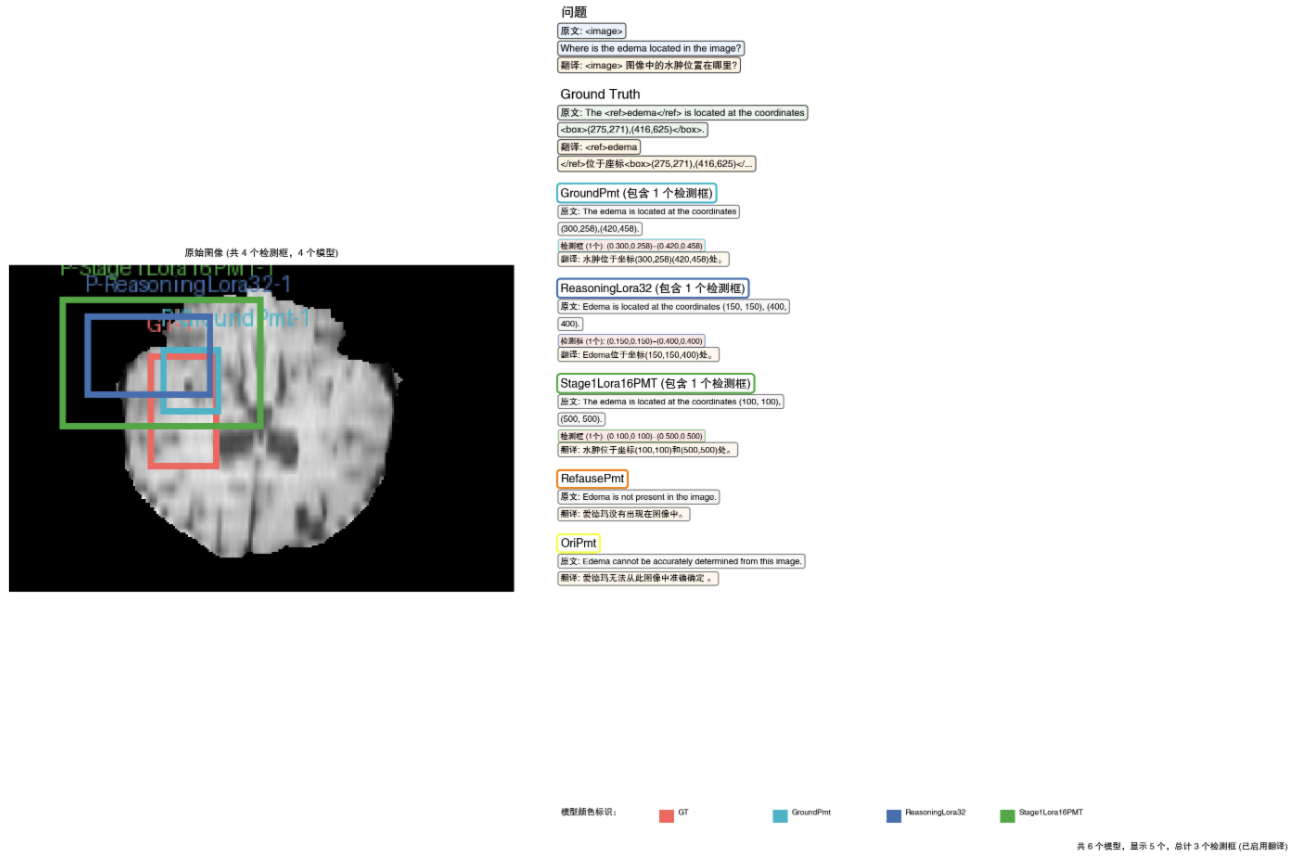 原始图像 (共 4 个检测框，4 个模型)
P-Stage1Lora16PMT-1
P-ReasoningLora32-1
P-GroundPmt-1
问题
原文: <image>
Where is the edema located in the image?
翻译: <image> 图像中的水肿位置在哪里?
Ground Truth
原文: The <ref>edema</ref> is located at the coordinates
<box>(275,271),(416,625)</box>.
翻译: <ref>edema
</ref>位于座标<box>(275,271),(416,625)</...
GroundPmt (包含 1 个检测框)
原文: The edema is located at the coordinates
(300,258),(420,458).
检测框 (1个): (0.300,0.258)-(0.420,0.458)
翻译: 水肿位于坐标(300,258)(420,458)处。
ReasoningLora32 (包含 1 个检测框)
原文: Edema is located at the coordinates (150, 150), (400,
400).
检测框 (1个): (0.150,0.150)-(0.400,0.400)
翻译: Edema位于坐标(150,150,400)处。
Stage1Lora16PMT (包含 1 个检测框)
原文: The edema is located at the coordinates (100, 100),
(500, 500).
检测框 (1个): (0.100,0.100)-(0.500,0.500)
翻译: 水肿位于坐标(100,100)和(500,500)处。
RefausePmt
原文: Edema is not present in the image.
翻译: 爱德玛没有出现在图像中。
OriPmt
原文: Edema cannot be accurately determined from this image.
翻译: 爱德玛无法从此图像中准确确定 。
模型颜色标识：
GT
GroundPmt
ReasoningLora32
Stage1Lora16PMT
共 6 个模型，显示 5 个，总计 3 个检测框 (已启用翻译)